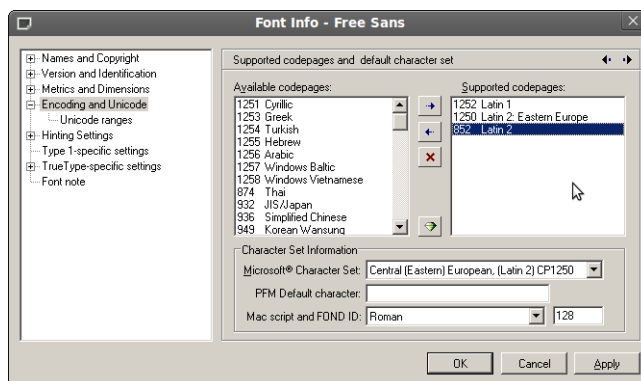 Font Info - Free Sans
Names and Copyright
Version and Identification
Metrics and Dimensions
Encoding and Unicode
Unicode ranges
Hinting Settings
Type 1-specific settings
TrueType-specific settings
Font note
Supported codepages and default character set
Available codepages:
1251 Cyrillic
1253 Greek
1254 Turkish
1255 Hebrew
1256 Arabic
1257 Windows Baltic
1258 Windows Vietnamese
874 Thai
932 JIS/Japan
936 Simplified Chinese
949 Korean Wansung
Supported codepages:
1252 Latin 1
1250 Latin 2: Eastern Europe
852 Latin 2
Character Set Information
Microsoft® Character Set: Central (Eastern) European, (Latin 2) CP1250
PFM Default character:
Mac script and FOND ID: Roman 128
OK Cancel Apply